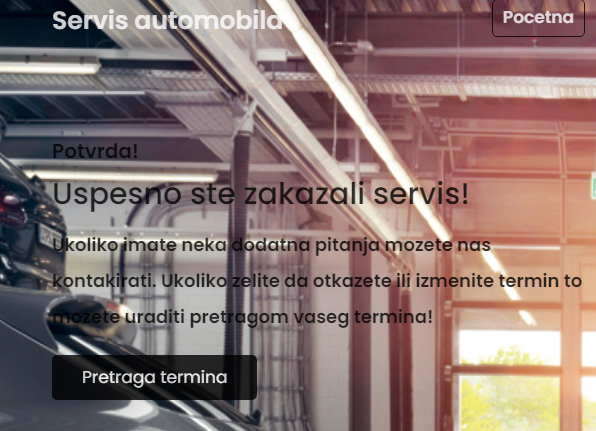 Servis automobila
Pocetna
Potvrda!
Uspesno ste zakazali servis!
Ukoliko imate neka dodatna pitanja mozete nas
kontakirati. Ukoliko zelite da otkazete ili izmenite termin to
mozete uraditi pretragom vaseg termina!
Pretraga termina